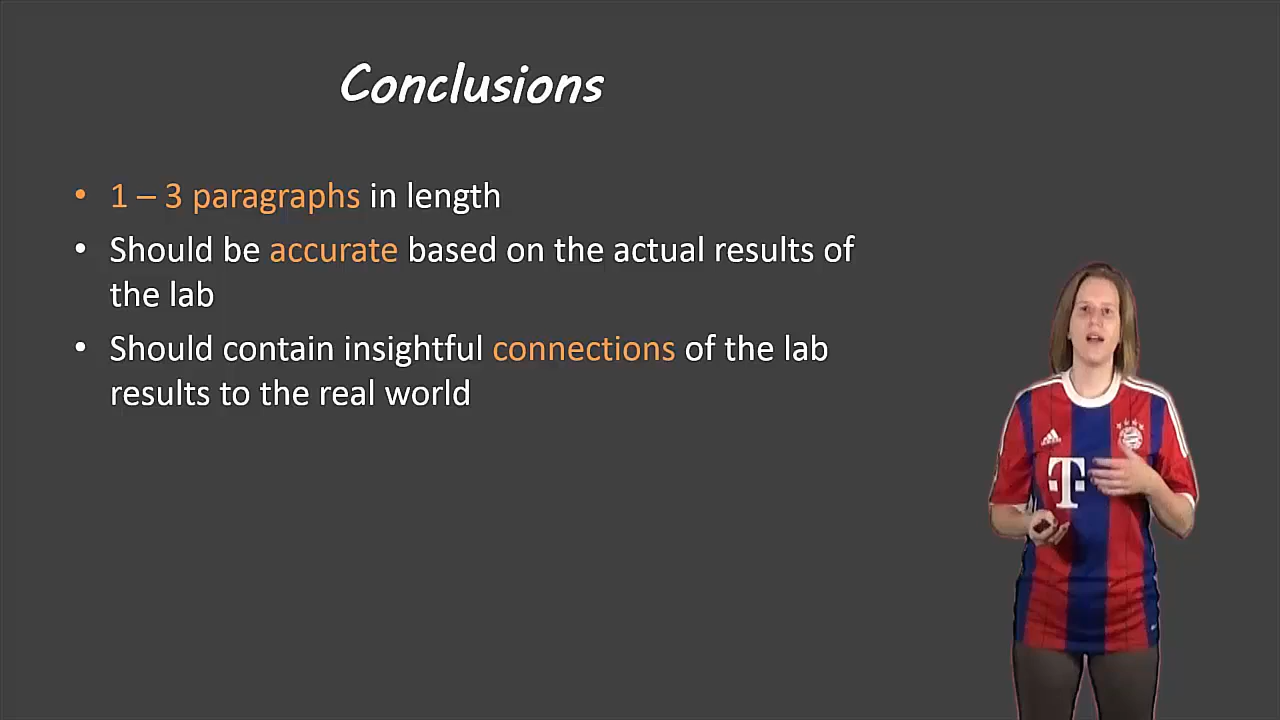 Conclusions
• 1 – 3 paragraphs in length
• Should be accurate based on the actual results of
the lab
• Should contain insightful connections of the lab
results to the real world
adidas
T